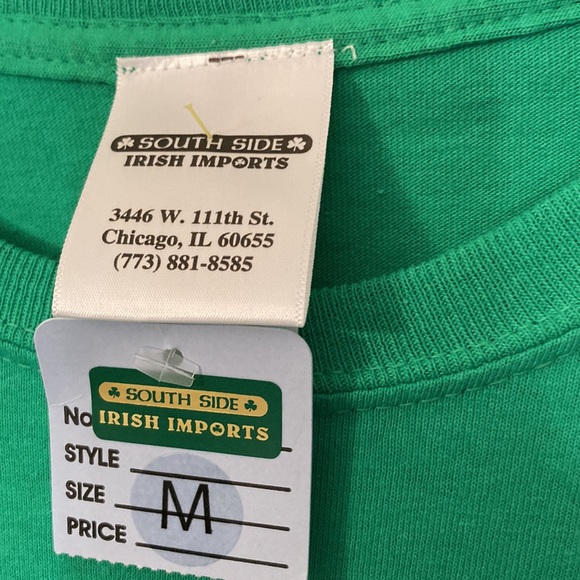 SOUTH SIDE
IRISH IMPORTS
3446 W. 111th St.
Chicago, IL 60655
(773) 881-8585
SOUTH SIDE
No IRISH IMPORTS
STYLE
SIZE M
PRICE